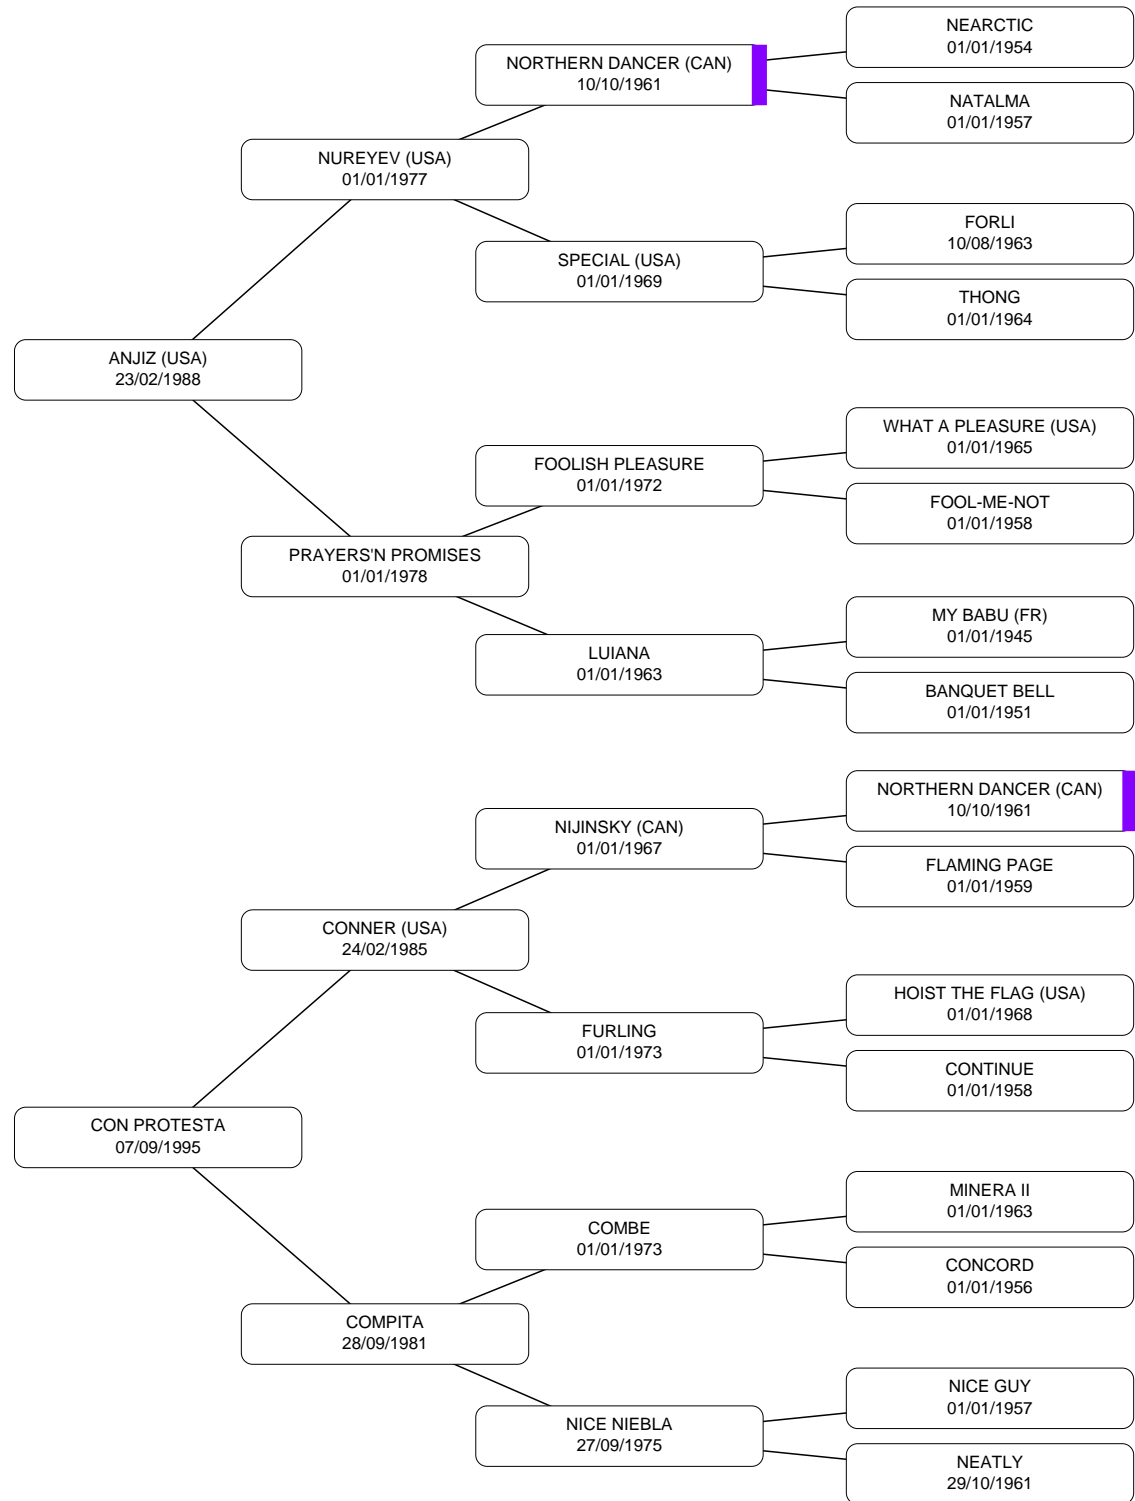 NEARCTIC
01/01/1954
NORTHERN DANCER (CAN)
10/10/1961
NATALMA
01/01/1957
NUREYEV (USA)
01/01/1977
FORLI
10/08/1963
SPECIAL (USA)
01/01/1969
THONG
01/01/1964
ANJIZ (USA)
23/02/1988
WHAT A PLEASURE (USA)
01/01/1965
FOOLISH PLEASURE
01/01/1972
FOOL-ME-NOT
01/01/1958
PRAYERS'N PROMISES
01/01/1978
MY BABU (FR)
01/01/1945
LUIANA
01/01/1963
BANQUET BELL
01/01/1951
NORTHERN DANCER (CAN)
10/10/1961
NIJINSKY (CAN)
01/01/1967
FLAMING PAGE
01/01/1959
CONNER (USA)
24/02/1985
HOIST THE FLAG (USA)
01/01/1968
FURLING
01/01/1973
CONTINUE
01/01/1958
CON PROTESTA
07/09/1995
MINERA II
01/01/1963
COMBE
01/01/1973
CONCORD
01/01/1956
COMPITA
28/09/1981
NICE GUY
01/01/1957
NICE NIEBLA
27/09/1975
NEATLY
29/10/1961